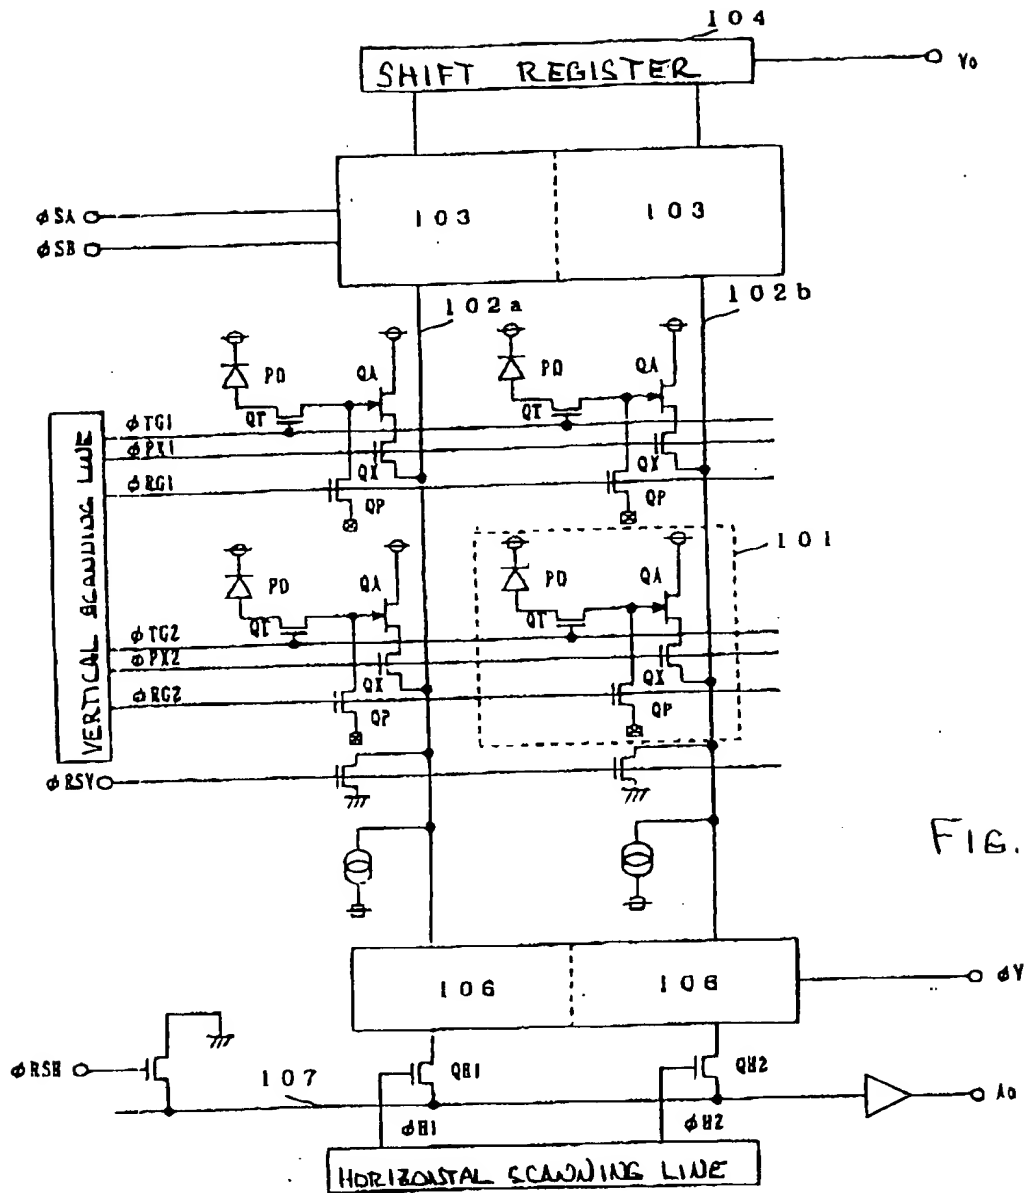 104
SHIFT REGISTER
Vo
103 103
φSA
φSB
102a
102b
PD QA
PD QA
QT
QT
φTG1
φPX1
φRG1
QX
QX
QP
QP
VERTICAL SCANNING LINE
101
PD QA
PD QA
QT
QT
φTG2
φPX2
φRG2
QX
QX
QP
QP
φRSV
FIG.
106 106
φV
φRSH
QH1
QH2
107
Ao
φH1
φH2
HORIZONTAL SCANNING LINE